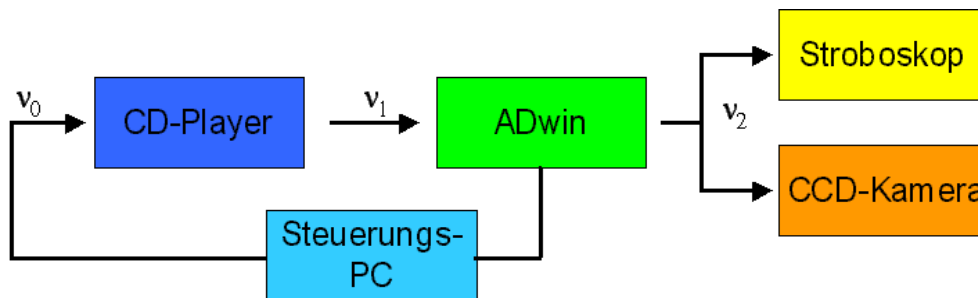 Stroboskop
ν₀
CD-Player
ν₁
ADwin
ν₂
CCD-Kamera
Steuerungs-
PC